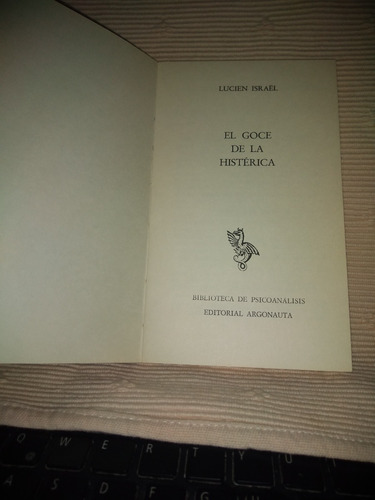 LUCIEN ISRAËL
EL GOCE
DE LA
HISTÉRICA
BIBLIOTECA DE PSICOANALISIS
EDITORIAL ARGONAUTA
Q W E R T Y U